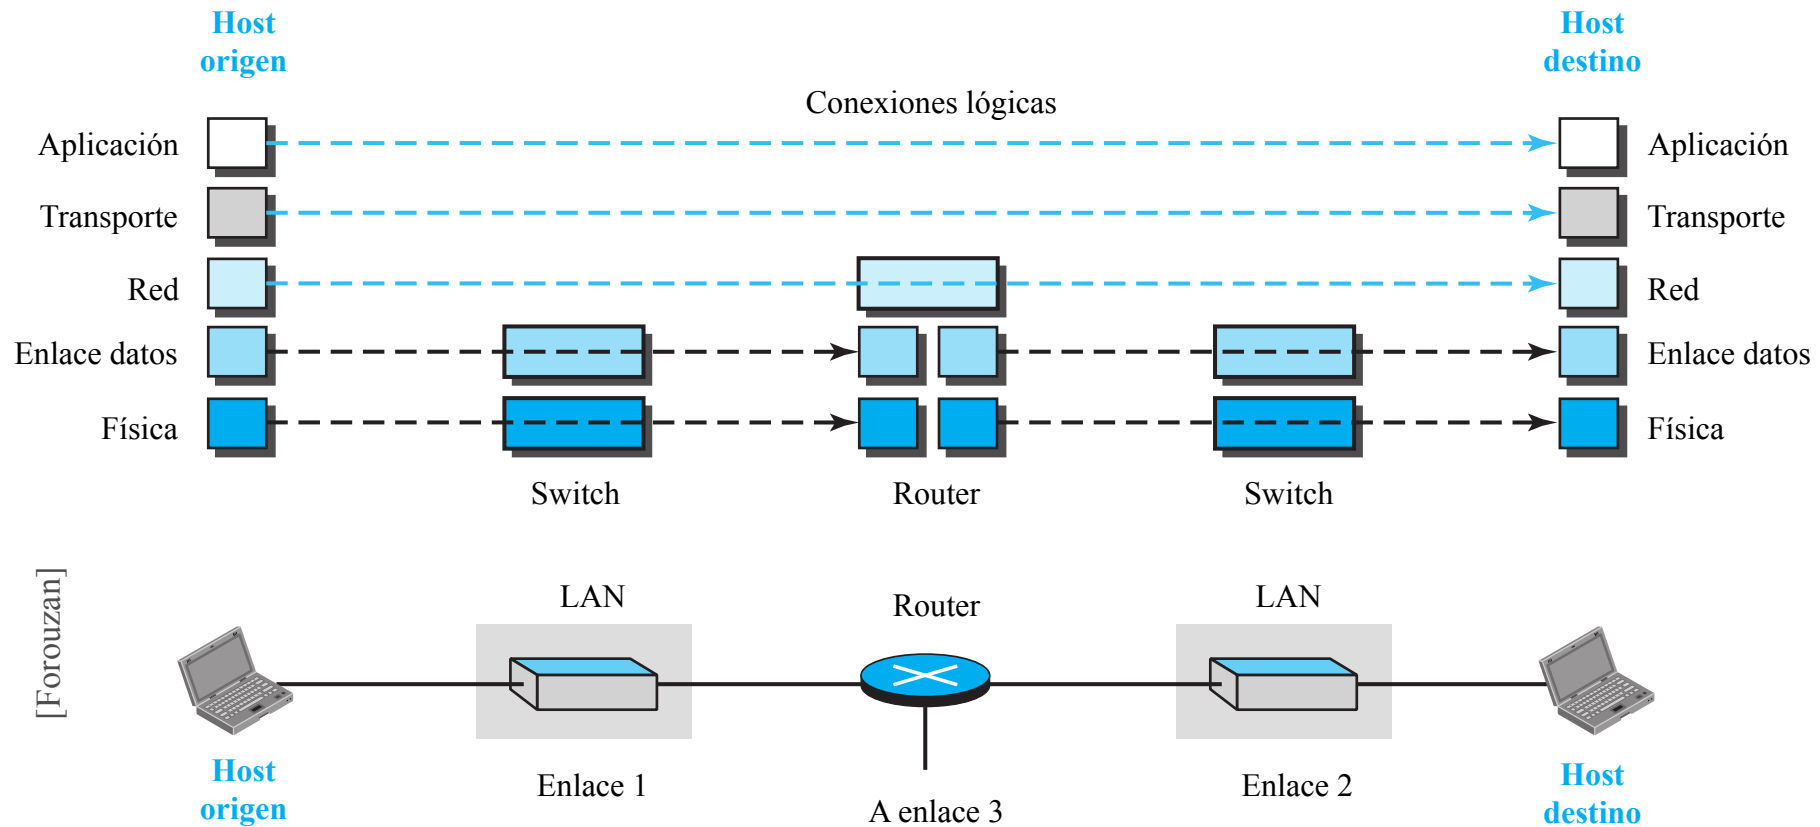 Host
origen
Host
destino
Conexiones lógicas
Aplicación
Aplicación
Transporte
Transporte
Red
Red
Enlace datos
Enlace datos
Física
Física
Switch
Router
Switch
[Forouzan]
LAN
Router
LAN
Host
origen
Enlace 1
A enlace 3
Enlace 2
Host
destino